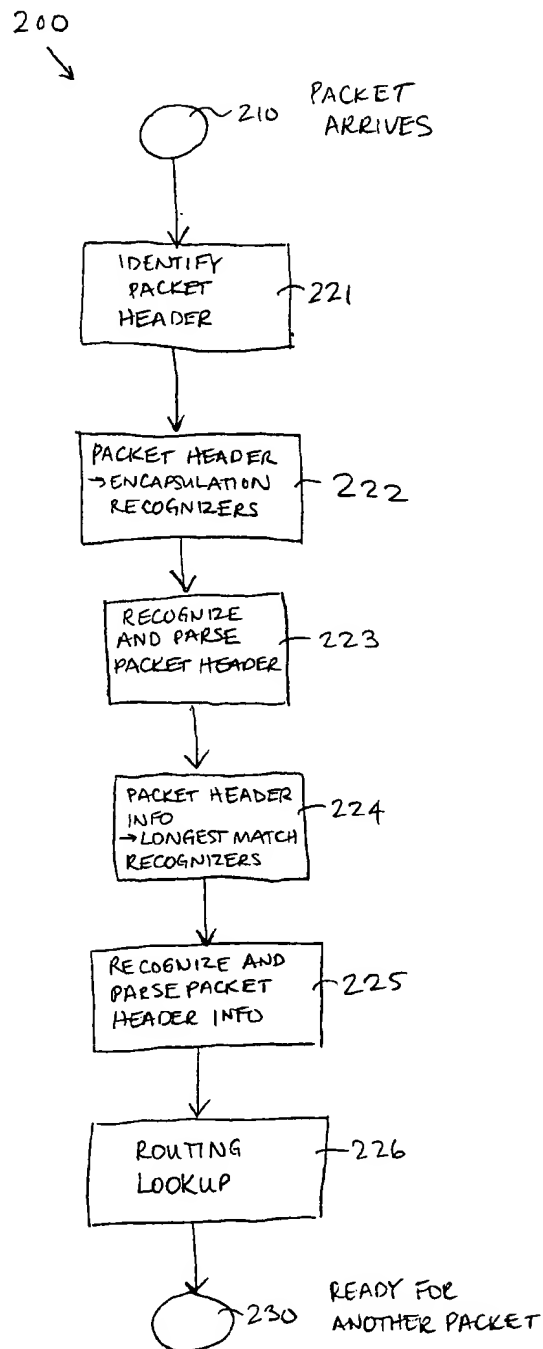 200
210
PACKET
ARRIVES
IDENTIFY
PACKET
HEADER
221
PACKET HEADER
→ ENCAPSULATION
RECOGNIZERS
222
RECOGNIZE
AND PARSE
PACKET HEADER
223
PACKET HEADER
INFO
→ LONGEST MATCH
RECOGNIZERS
224
RECOGNIZE AND
PARSE PACKET
HEADER INFO
225
ROUTING
LOOKUP
226
230
READY FOR
ANOTHER PACKET